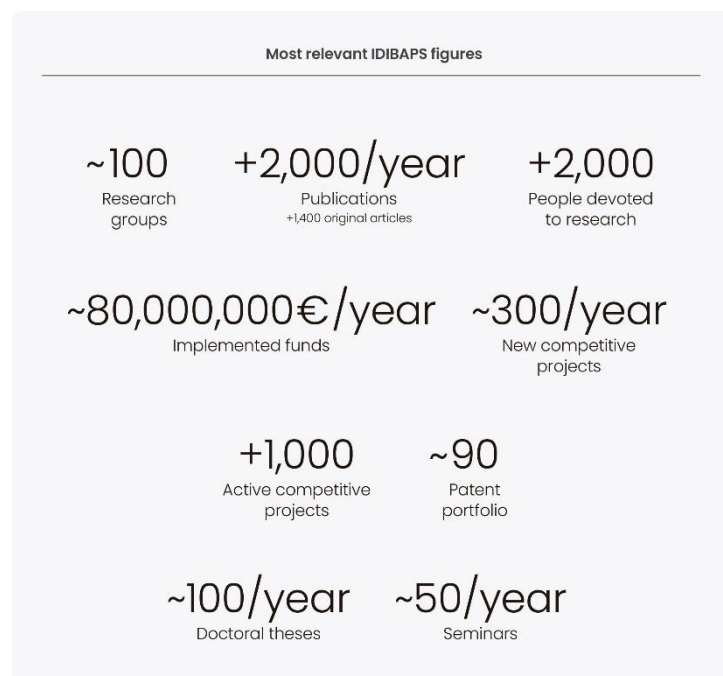 Most relevant IDIBAPS figures
~100
Research
groups
+2,000/year
Publications
+1,400 original articles
+2,000
People devoted
to research
~80,000,000€/year
Implemented funds
~300/year
New competitive
projects
+1,000
Active competitive
projects
~90
Patent
portfolio
~100/year
Doctoral theses
~50/year
Seminars